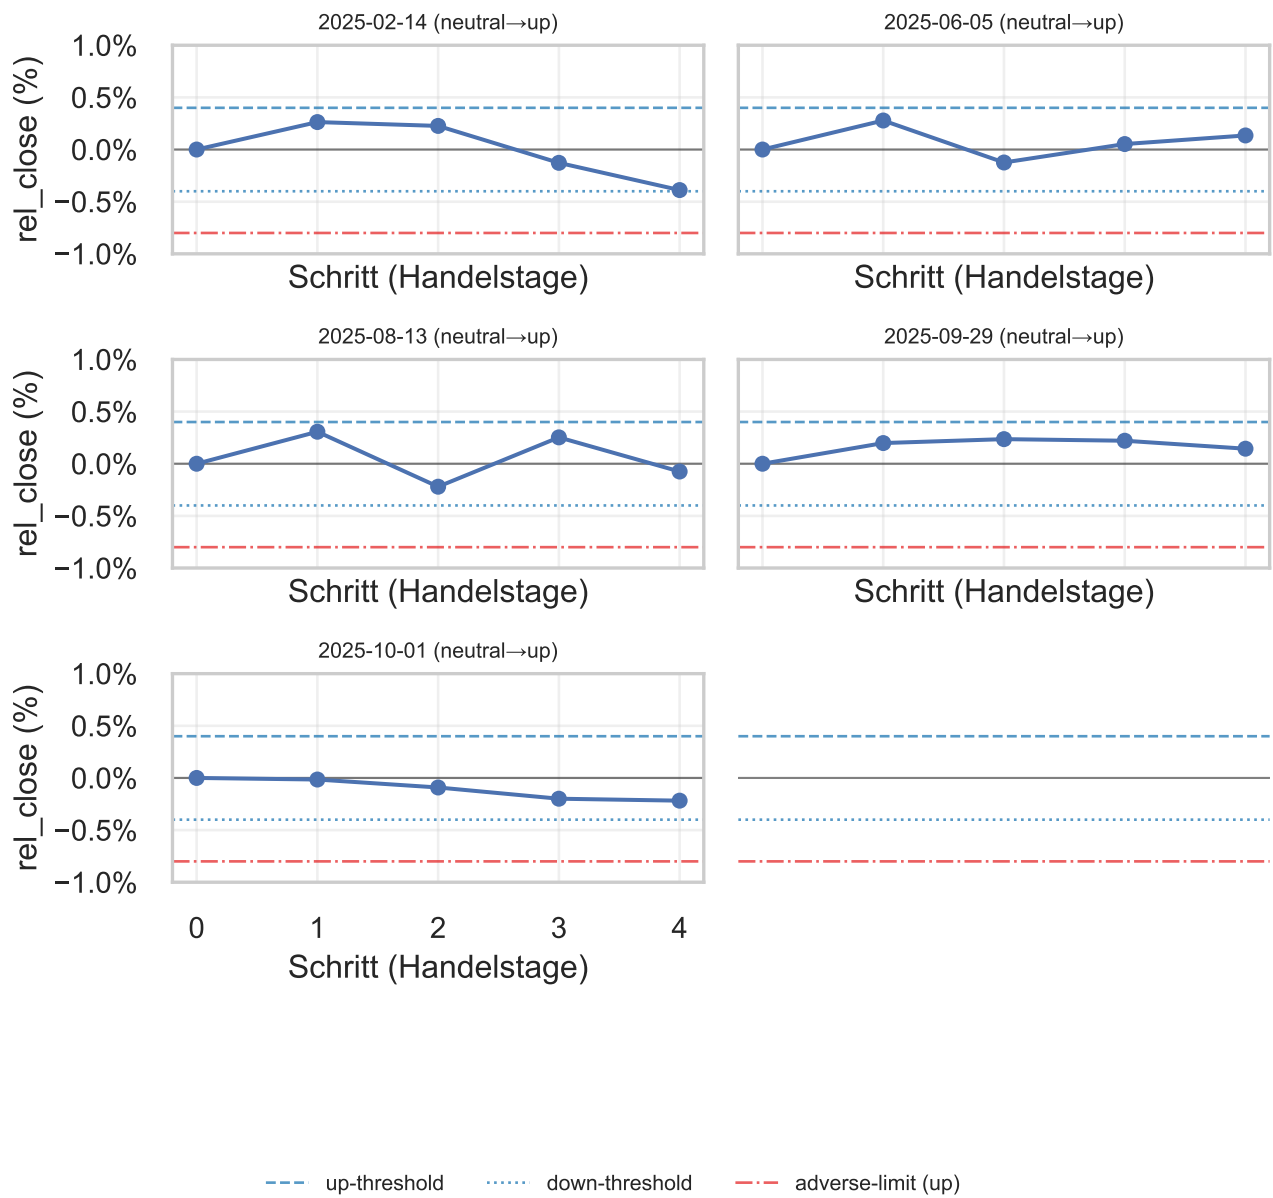 2025-02-14 (neutral→up)
2025-06-05 (neutral→up)
rel_close (%)
1.0%
0.5%
0.0%
−0.5%
−1.0%
Schritt (Handelstage)
Schritt (Handelstage)
2025-08-13 (neutral→up)
2025-09-29 (neutral→up)
rel_close (%)
1.0%
0.5%
0.0%
−0.5%
−1.0%
Schritt (Handelstage)
Schritt (Handelstage)
2025-10-01 (neutral→up)
rel_close (%)
1.0%
0.5%
0.0%
−0.5%
−1.0%
0 1 2 3 4
Schritt (Handelstage)
up-threshold down-threshold adverse-limit (up)